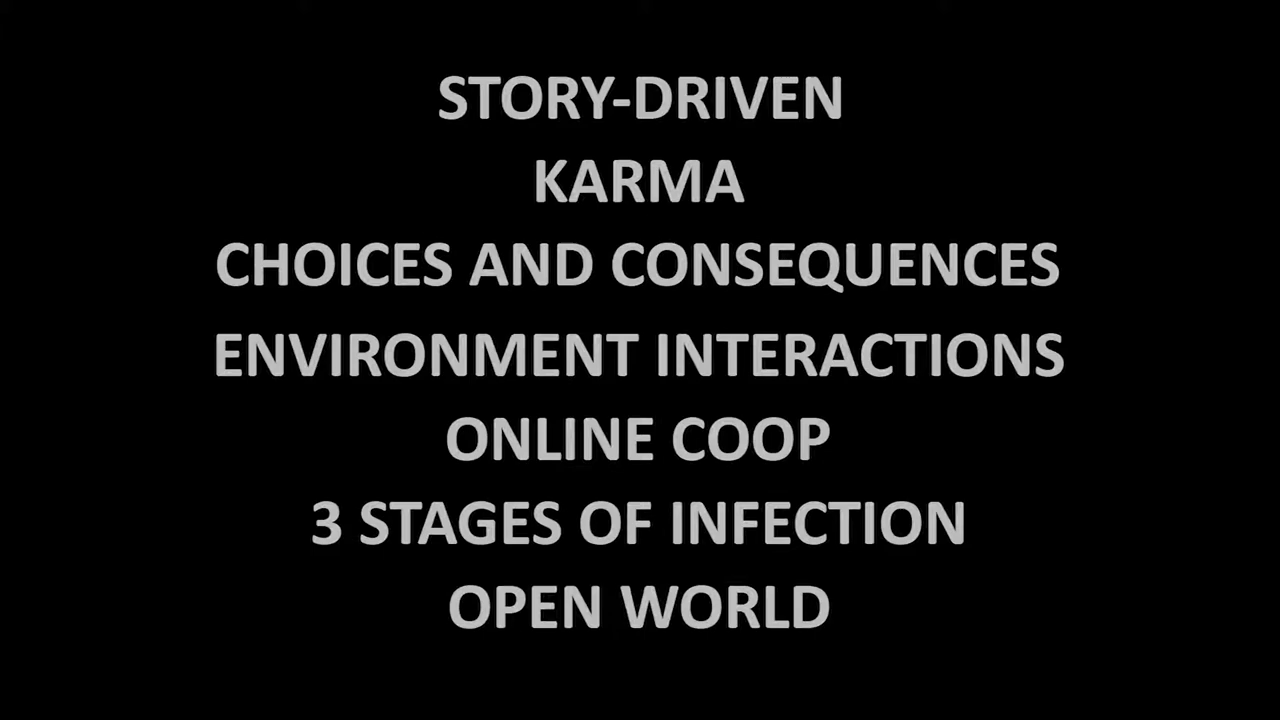 STORY-DRIVEN
KARMA
CHOICES AND CONSEQUENCES
ENVIRONMENT INTERACTIONS
ONLINE COOP
3 STAGES OF INFECTION
OPEN WORLD